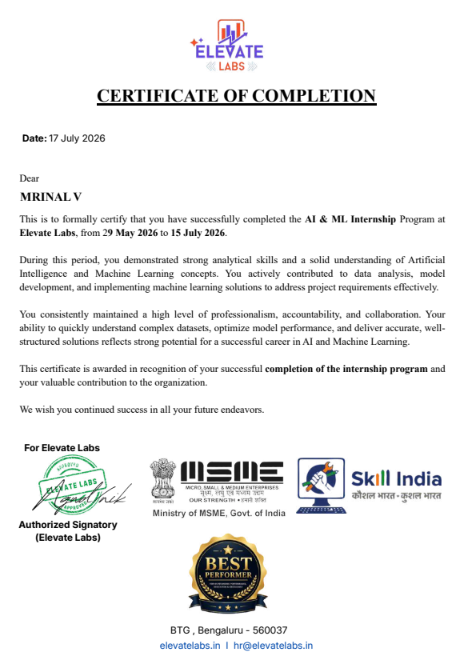 ELEVATE
LABS
CERTIFICATE OF COMPLETION
Date: 17 July 2026
Dear
MRINAL V
This is to formally certify that you have successfully completed the AI & ML Internship Program at
Elevate Labs, from 29 May 2026 to 15 July 2026.
During this period, you demonstrated strong analytical skills and a solid understanding of Artificial
Intelligence and Machine Learning concepts. You actively contributed to data analysis, model
development, and implementing machine learning solutions to address project requirements effectively.
You consistently maintained a high level of professionalism, accountability, and collaboration. Your
ability to quickly understand complex datasets, optimize model performance, and deliver accurate, well-
structured solutions reflects strong potential for a successful career in AI and Machine Learning.
This certificate is awarded in recognition of your successful completion of the internship program and
your valuable contribution to the organization.
We wish you continued success in all your future endeavors.
For Elevate Labs
APPROVED
ELEVATE LABS
Authorized Signatory
(Elevate Labs)
MSME
MICRO, SMALL & MEDIUM ENTERPRISES
सूक्ष्म, लघु एवं मध्यम उद्यम
OUR STRENGTH • हमारी शक्ति
Ministry of MSME, Govt. of India
Skill India
कौशल भारत - कुशल भारत
BEST
PERFORMER
BTG , Bengaluru - 560037
elevatelabs.in I hr@elevatelabs.in